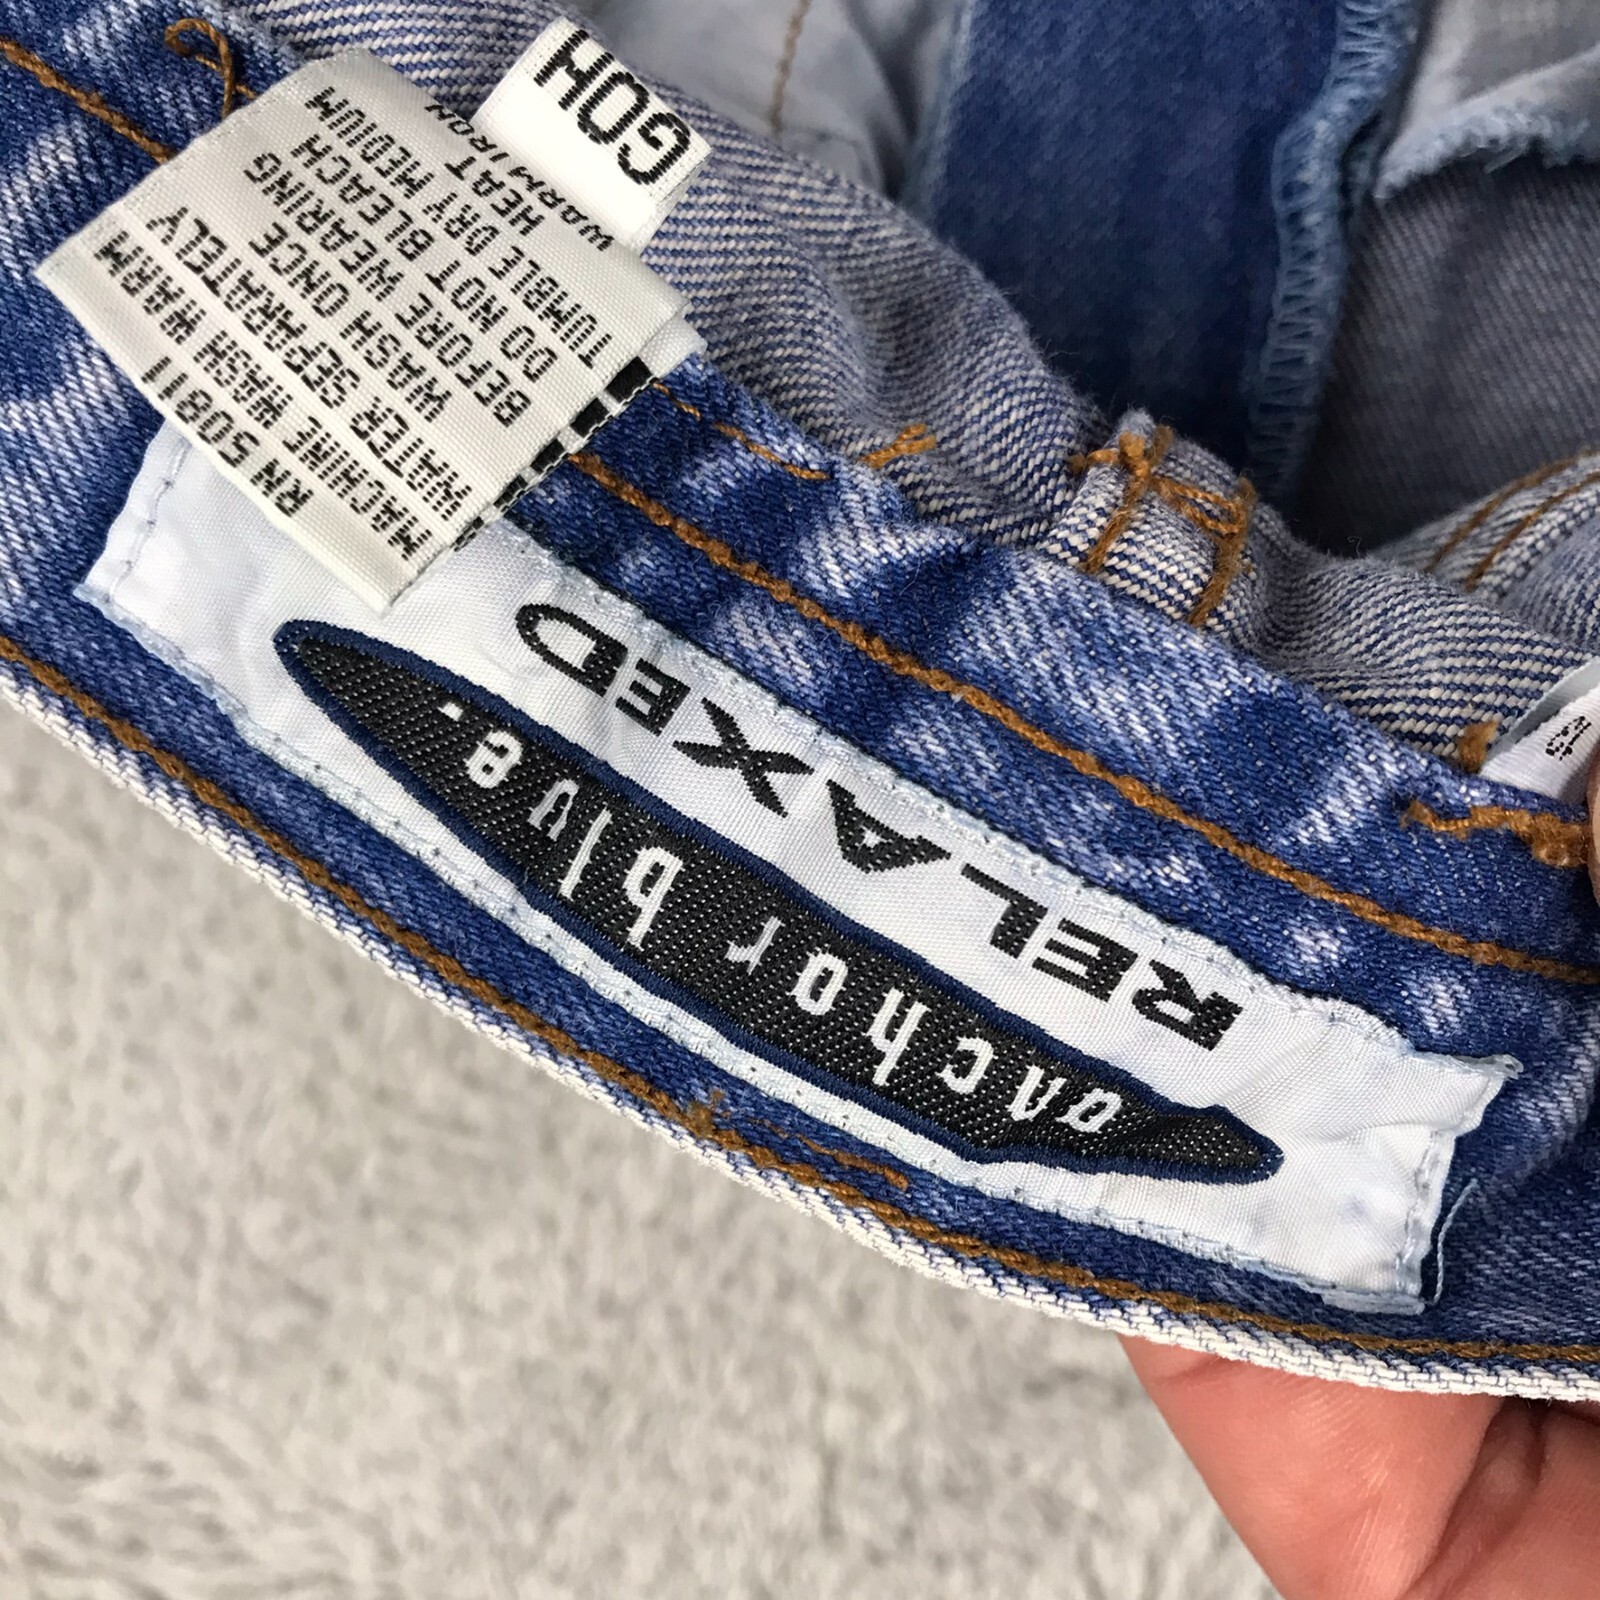 GOH
RN 50811
MACHINE WASH WARM
WATER SEPARATELY
WASH ONCE
BEFORE WEARING
DO NOT BLEACH
TUMBLE DRY MEDIUM
HEAT
WARM IRON
RELAXED
anchor blue.